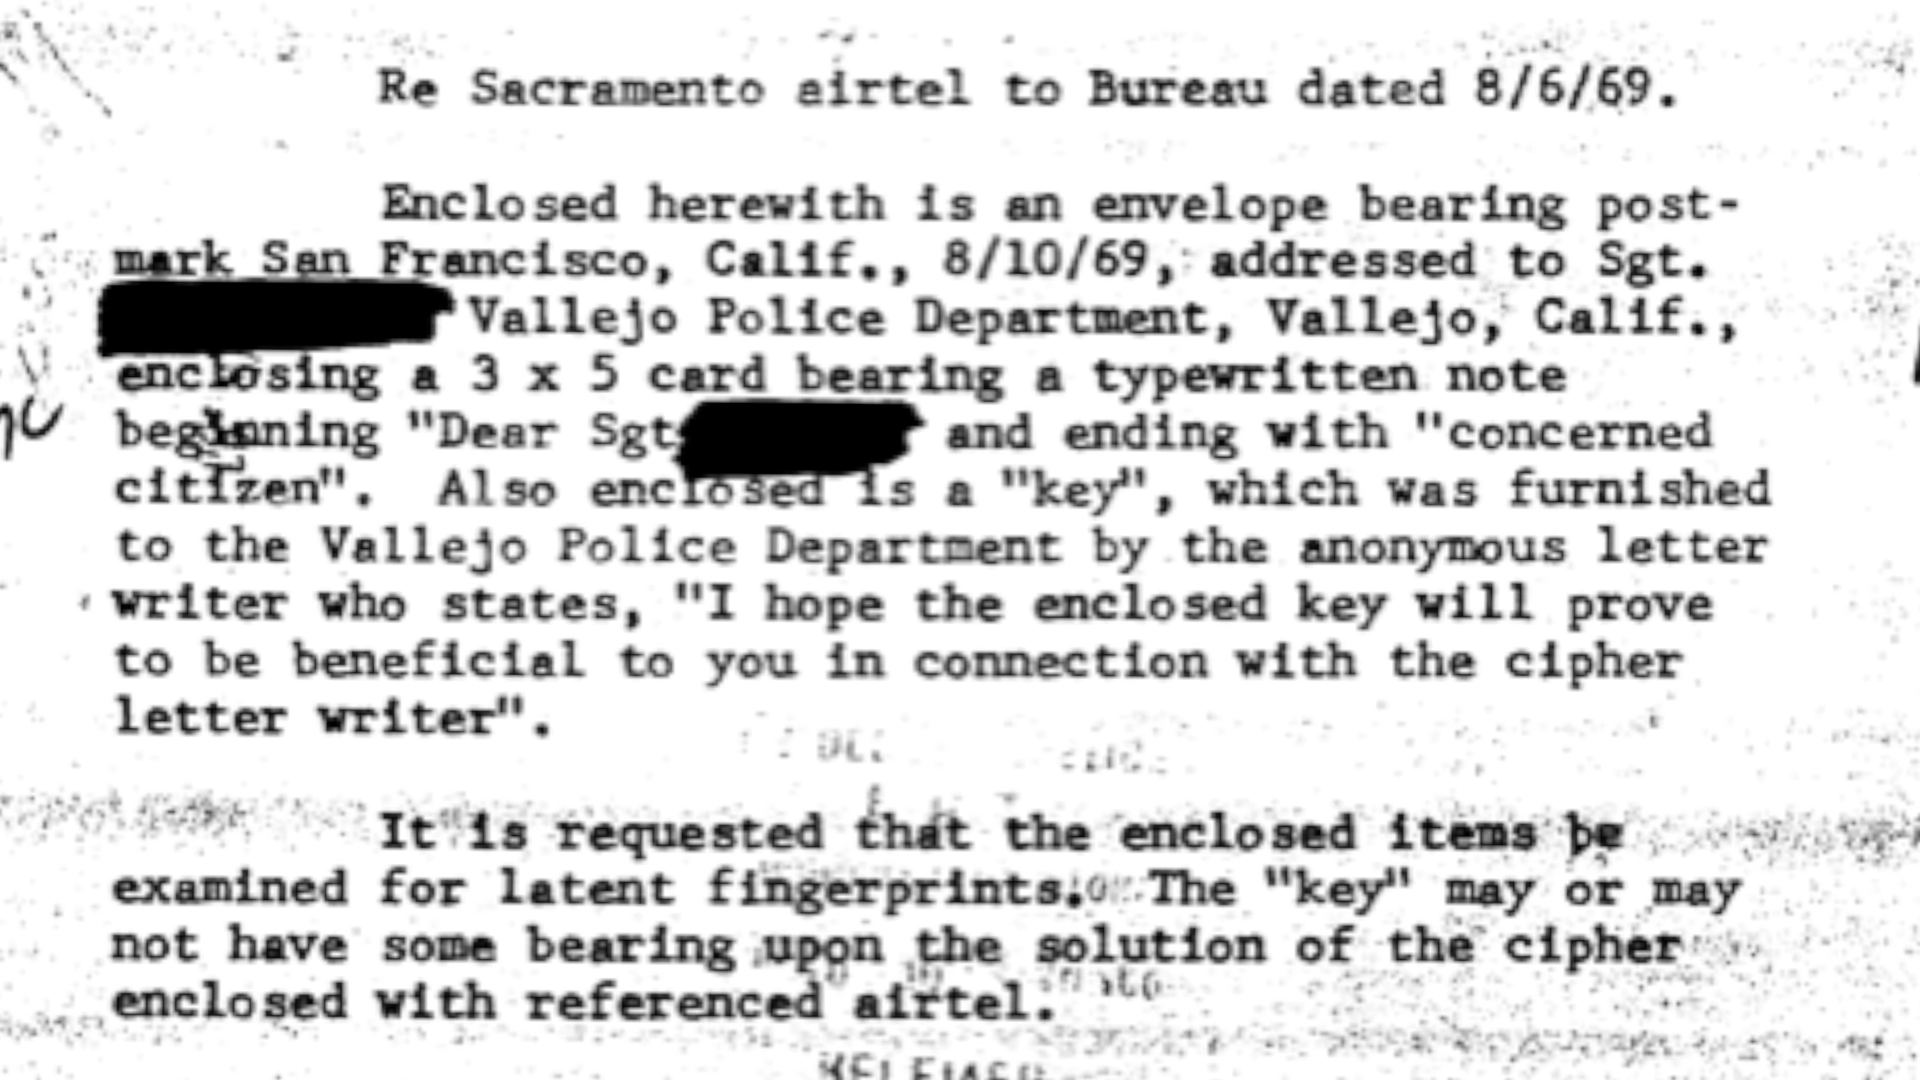 Re Sacramento airtel to Bureau dated 8/6/69.
Enclosed herewith is an envelope bearing post-
mark San Francisco, Calif., 8/10/69, addressed to Sgt.
Vallejo Police Department, Vallejo, Calif.,
enclosing a 3 x 5 card bearing a typewritten note
beginning "Dear Sgt and ending with "concerned
citizen". Also enclosed is a "key", which was furnished
to the Vallejo Police Department by the anonymous letter
writer who states, "I hope the enclosed key will prove
to be beneficial to you in connection with the cipher
letter writer".
It is requested that the enclosed items be
examined for latent fingerprints. The "key" may or may
not have some bearing upon the solution of the cipher
enclosed with referenced airtel.